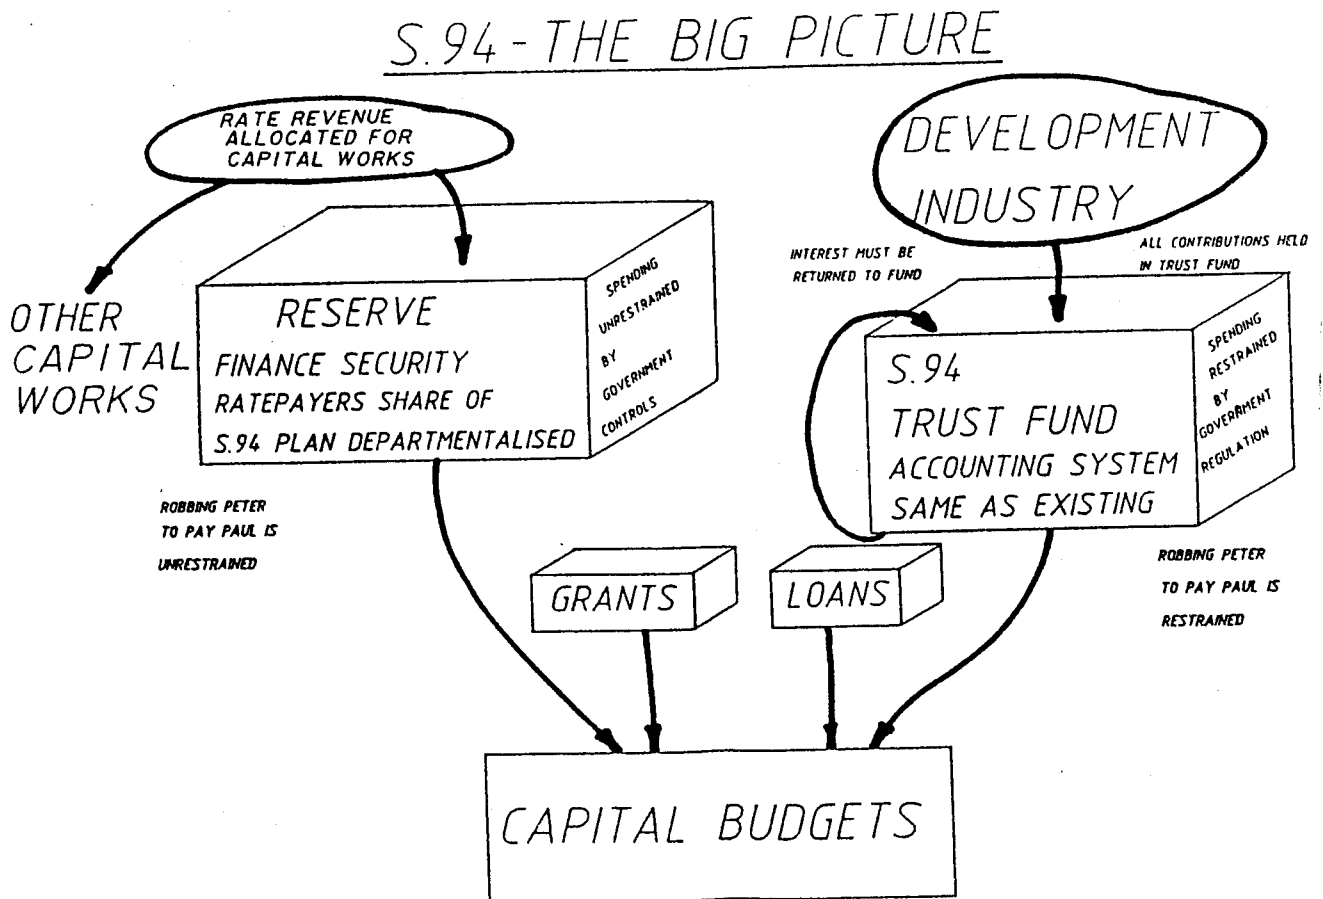 S.94 - THE BIG PICTURE
RATE REVENUE
ALLOCATED FOR
CAPITAL WORKS
DEVELOPMENT
INDUSTRY
INTEREST MUST BE
RETURNED TO FUND
ALL CONTRIBUTIONS HELD
IN TRUST FUND
OTHER
CAPITAL
WORKS
RESERVE
FINANCE SECURITY
RATEPAYERS SHARE OF
S.94 PLAN DEPARTMENTALISED
SPENDING
UNRESTRAINED
BY
GOVERNMENT
CONTROLS
S.94
TRUST FUND
ACCOUNTING SYSTEM
SAME AS EXISTING
SPENDING
RESTRAINED
BY
GOVERNMENT
REGULATION
ROBBING PETER
TO PAY PAUL IS
UNRESTRAINED
GRANTS
LOANS
ROBBING PETER
TO PAY PAUL IS
RESTRAINED
CAPITAL BUDGETS